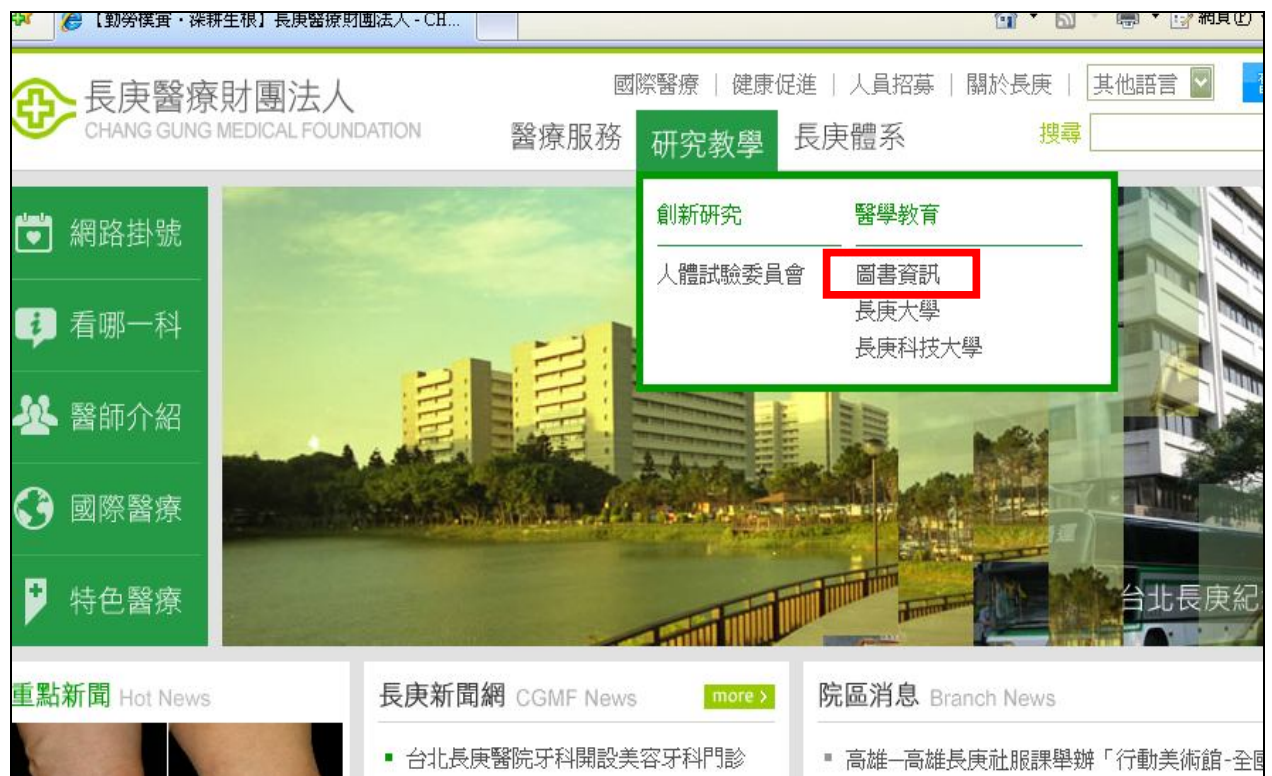 【勤勞樸實・深耕生根】長庚醫療財團法人 - CH...
網頁(P)
長庚醫療財團法人
CHANG GUNG MEDICAL FOUNDATION
國際醫療 | 健康促進 | 人員招募 | 關於長庚 | 其他語言
醫療服務 研究教學 長庚體系 搜尋
創新研究 醫學教育
人體試驗委員會 圖書資訊
長庚大學
長庚科技大學
網路掛號
看哪一科
醫師介紹
國際醫療
特色醫療
台北長庚紀
重點新聞 Hot News
長庚新聞網 CGMF News more >
院區消息 Branch News
台北長庚醫院牙科開設美容牙科門診
高雄─高雄長庚社服課舉辦「行動美術館-全